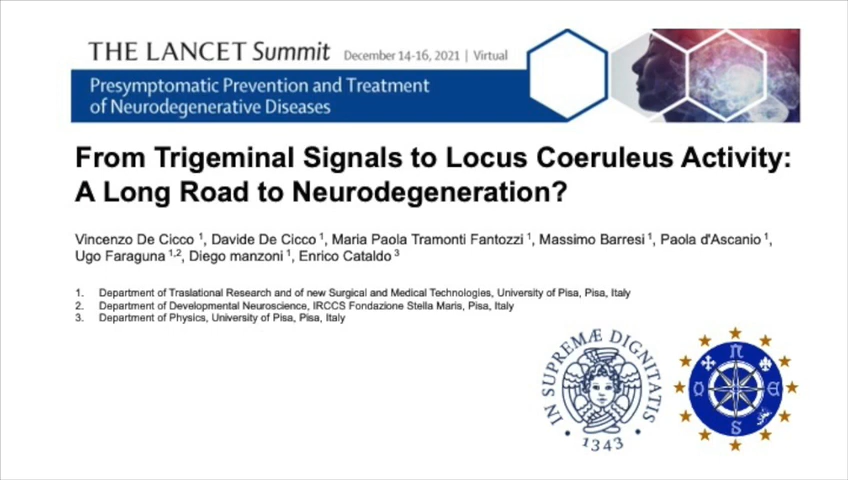 THE LANCET Summit December 14-16, 2021 | Virtual
Presymptomatic Prevention and Treatment
of Neurodegenerative Diseases
From Trigeminal Signals to Locus Coeruleus Activity:
A Long Road to Neurodegeneration?
Vincenzo De Cicco 1, Davide De Cicco 1, Maria Paola Tramonti Fantozzi 1, Massimo Barresi 1, Paola d'Ascanio 1,
Ugo Faraguna 1,2, Diego manzoni 1, Enrico Cataldo 3
1. Department of Traslational Research and of new Surgical and Medical Technologies, University of Pisa, Pisa, Italy
2. Department of Developmental Neuroscience, IRCCS Fondazione Stella Maris, Pisa, Italy
3. Department of Physics, University of Pisa, Pisa, Italy
IN SUPREMÆ DIGNITATIS
• 1343 •
N
O E
S